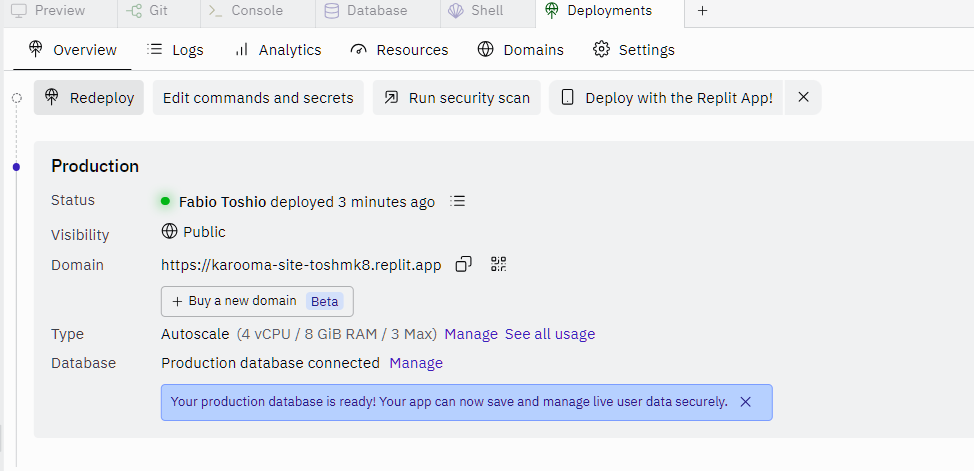 Preview Git Console Database Shell Deployments +
Overview Logs Analytics Resources Domains Settings
Redeploy Edit commands and secrets Run security scan Deploy with the Replit App!
Production
Status Fabio Toshio deployed 3 minutes ago
Visibility Public
Domain https://karooma-site-toshmk8.replit.app
+ Buy a new domain Beta
Type Autoscale (4 vCPU / 8 GiB RAM / 3 Max) Manage See all usage
Database Production database connected Manage
Your production database is ready! Your app can now save and manage live user data securely.